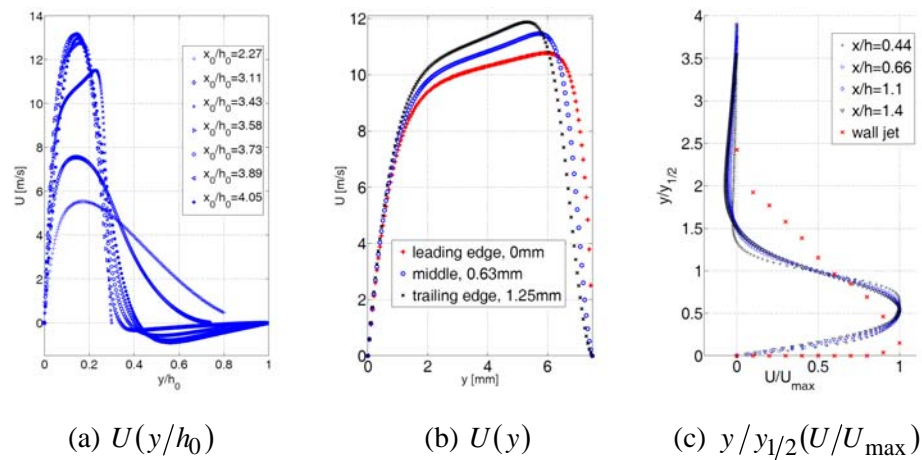 14
12
10
8
6
4
2
0
U [m/s]
0
0.2
0.4
0.6
0.8
1
y/h0
x0/h0=2.27
x0/h0=3.11
x0/h0=3.43
x0/h0=3.58
x0/h0=3.73
x0/h0=3.89
x0/h0=4.05
12
10
8
6
4
2
0
U [m/s]
0
2
4
6
y [mm]
leading edge, 0mm
middle, 0.63mm
trailing edge, 1.25mm
4
3.5
3
2.5
2
1.5
1
0.5
0
y/y1/2
0
0.5
1
U/Umax
x/h=0.44
x/h=0.66
x/h=1.1
x/h=1.4
wall jet
(a) U(y/h0)
(b) U(y)
(c) y/y1/2(U/Umax)